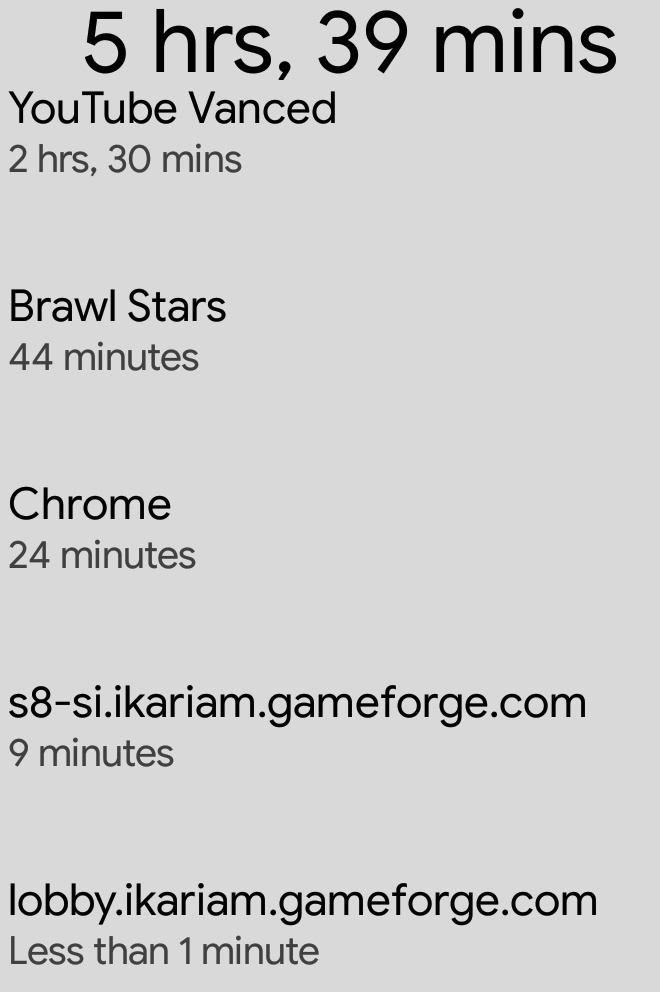 5 hrs, 39 mins
YouTube Vanced
2 hrs, 30 mins
Brawl Stars
44 minutes
Chrome
24 minutes
s8-si.ikariam.gameforge.com
9 minutes
lobby.ikariam.gameforge.com
Less than 1 minute